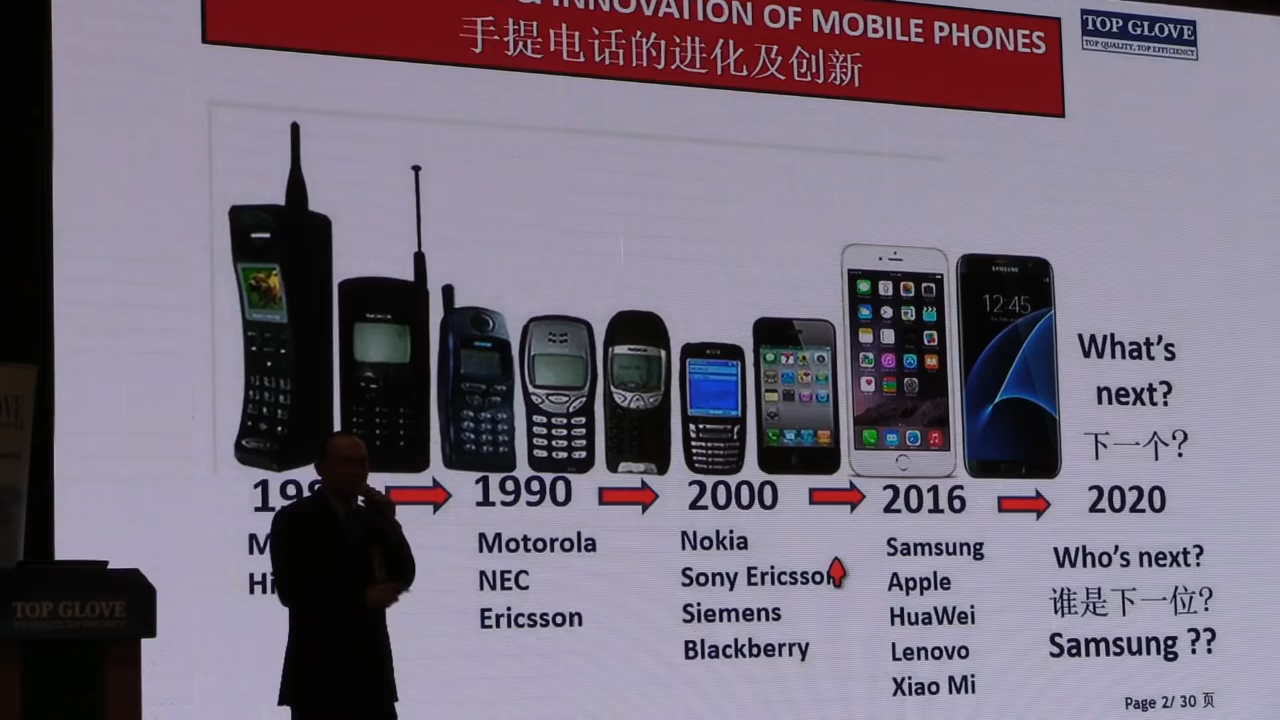 INNOVATION OF MOBILE PHONES
手提电话的进化及创新
TOP GLOVE
TOP QUALITY, TOP EFFICIENCY
SAMSUNG
12:45
NOKIA
What's
next?
下一个?
1990
2000
2016
2020
Motorola
NEC
Ericsson
Nokia
Sony Ericsson
Siemens
Blackberry
Samsung
Apple
HuaWei
Lenovo
Xiao Mi
Who's next?
谁是下一位?
Samsung ??
Page 2/ 30 页
TOP GLOVE